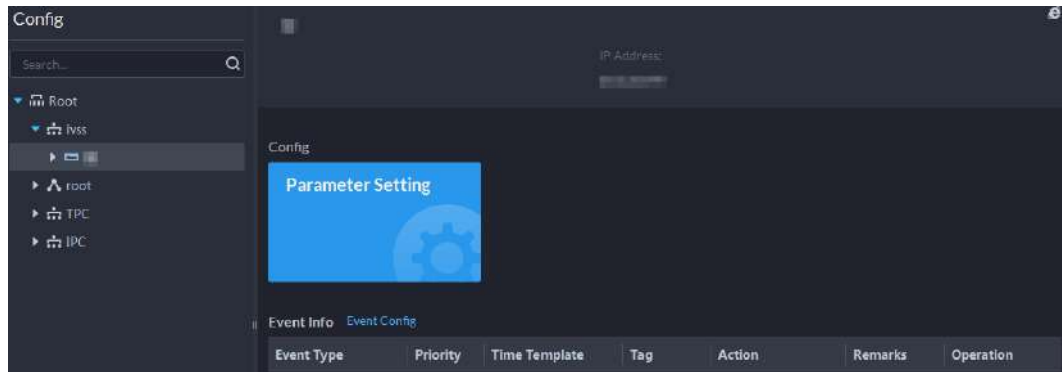 Config
Search...
Root
ivss
root
TPC
IPC
IP Address:
Config
Parameter Setting
Event Info Event Config
Event Type Priority Time Template Tag Action Remarks Operation